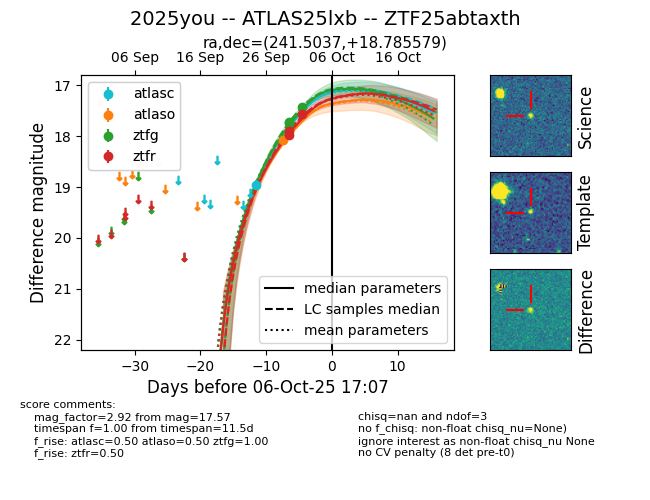 2025you -- ATLAS25lxb -- ZTF25abtaxth
ra,dec=(241.5037,+18.785579)
06 Sep 16 Sep 26 Sep 06 Oct 16 Oct
17
18
19
20
21
22
Difference magnitude
atlasc
atlaso
ztfg
ztfr
median parameters
LC samples median
mean parameters
−30 −20 −10 0 10
Days before 06-Oct-25 17:07
Science
Template
Difference
score comments:
mag_factor=2.92 from mag=17.57
timespan f=1.00 from timespan=11.5d
f_rise: atlasc=0.50 atlaso=0.50 ztfg=1.00
f_rise: ztfr=0.50
chisq=nan and ndof=3
no f_chisq: non-float chisq_nu=None)
ignore interest as non-float chisq_nu None
no CV penalty (8 det pre-t0)